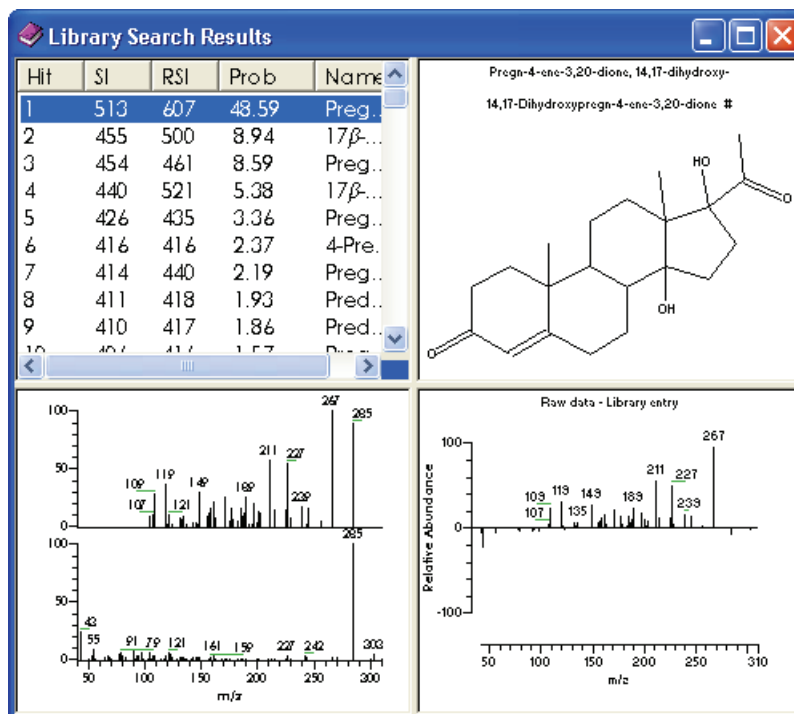 Library Search Results
Hit SI RSI Prob Name
1 513 607 48.59 Preg...
2 455 500 8.94 17β-...
3 454 461 8.59 Preg...
4 440 521 5.38 17β-...
5 426 435 3.36 Preg...
6 416 416 2.37 4-Pre.
7 414 440 2.19 Preg...
8 411 418 1.93 Pred...
9 410 417 1.86 Pred...
Pregn-4-ene-3,20-dione, 14,17-dihydroxy-
14,17-Dihydroxypregn-4-ene-3,20-dione #
HO
O
OH
O
267
100
285
211
227
50
119
149
109
189
107
121
239
0
285
100
50
43
55
91 79 121 161 159 227 242 303
0
50 100 150 200 250 300
m/z
Raw data - Library entry
267
100
211
227
119
109
149
189
107
135
239
0
Relative Abundance
-100
50 100 150 200 250 310
m/z